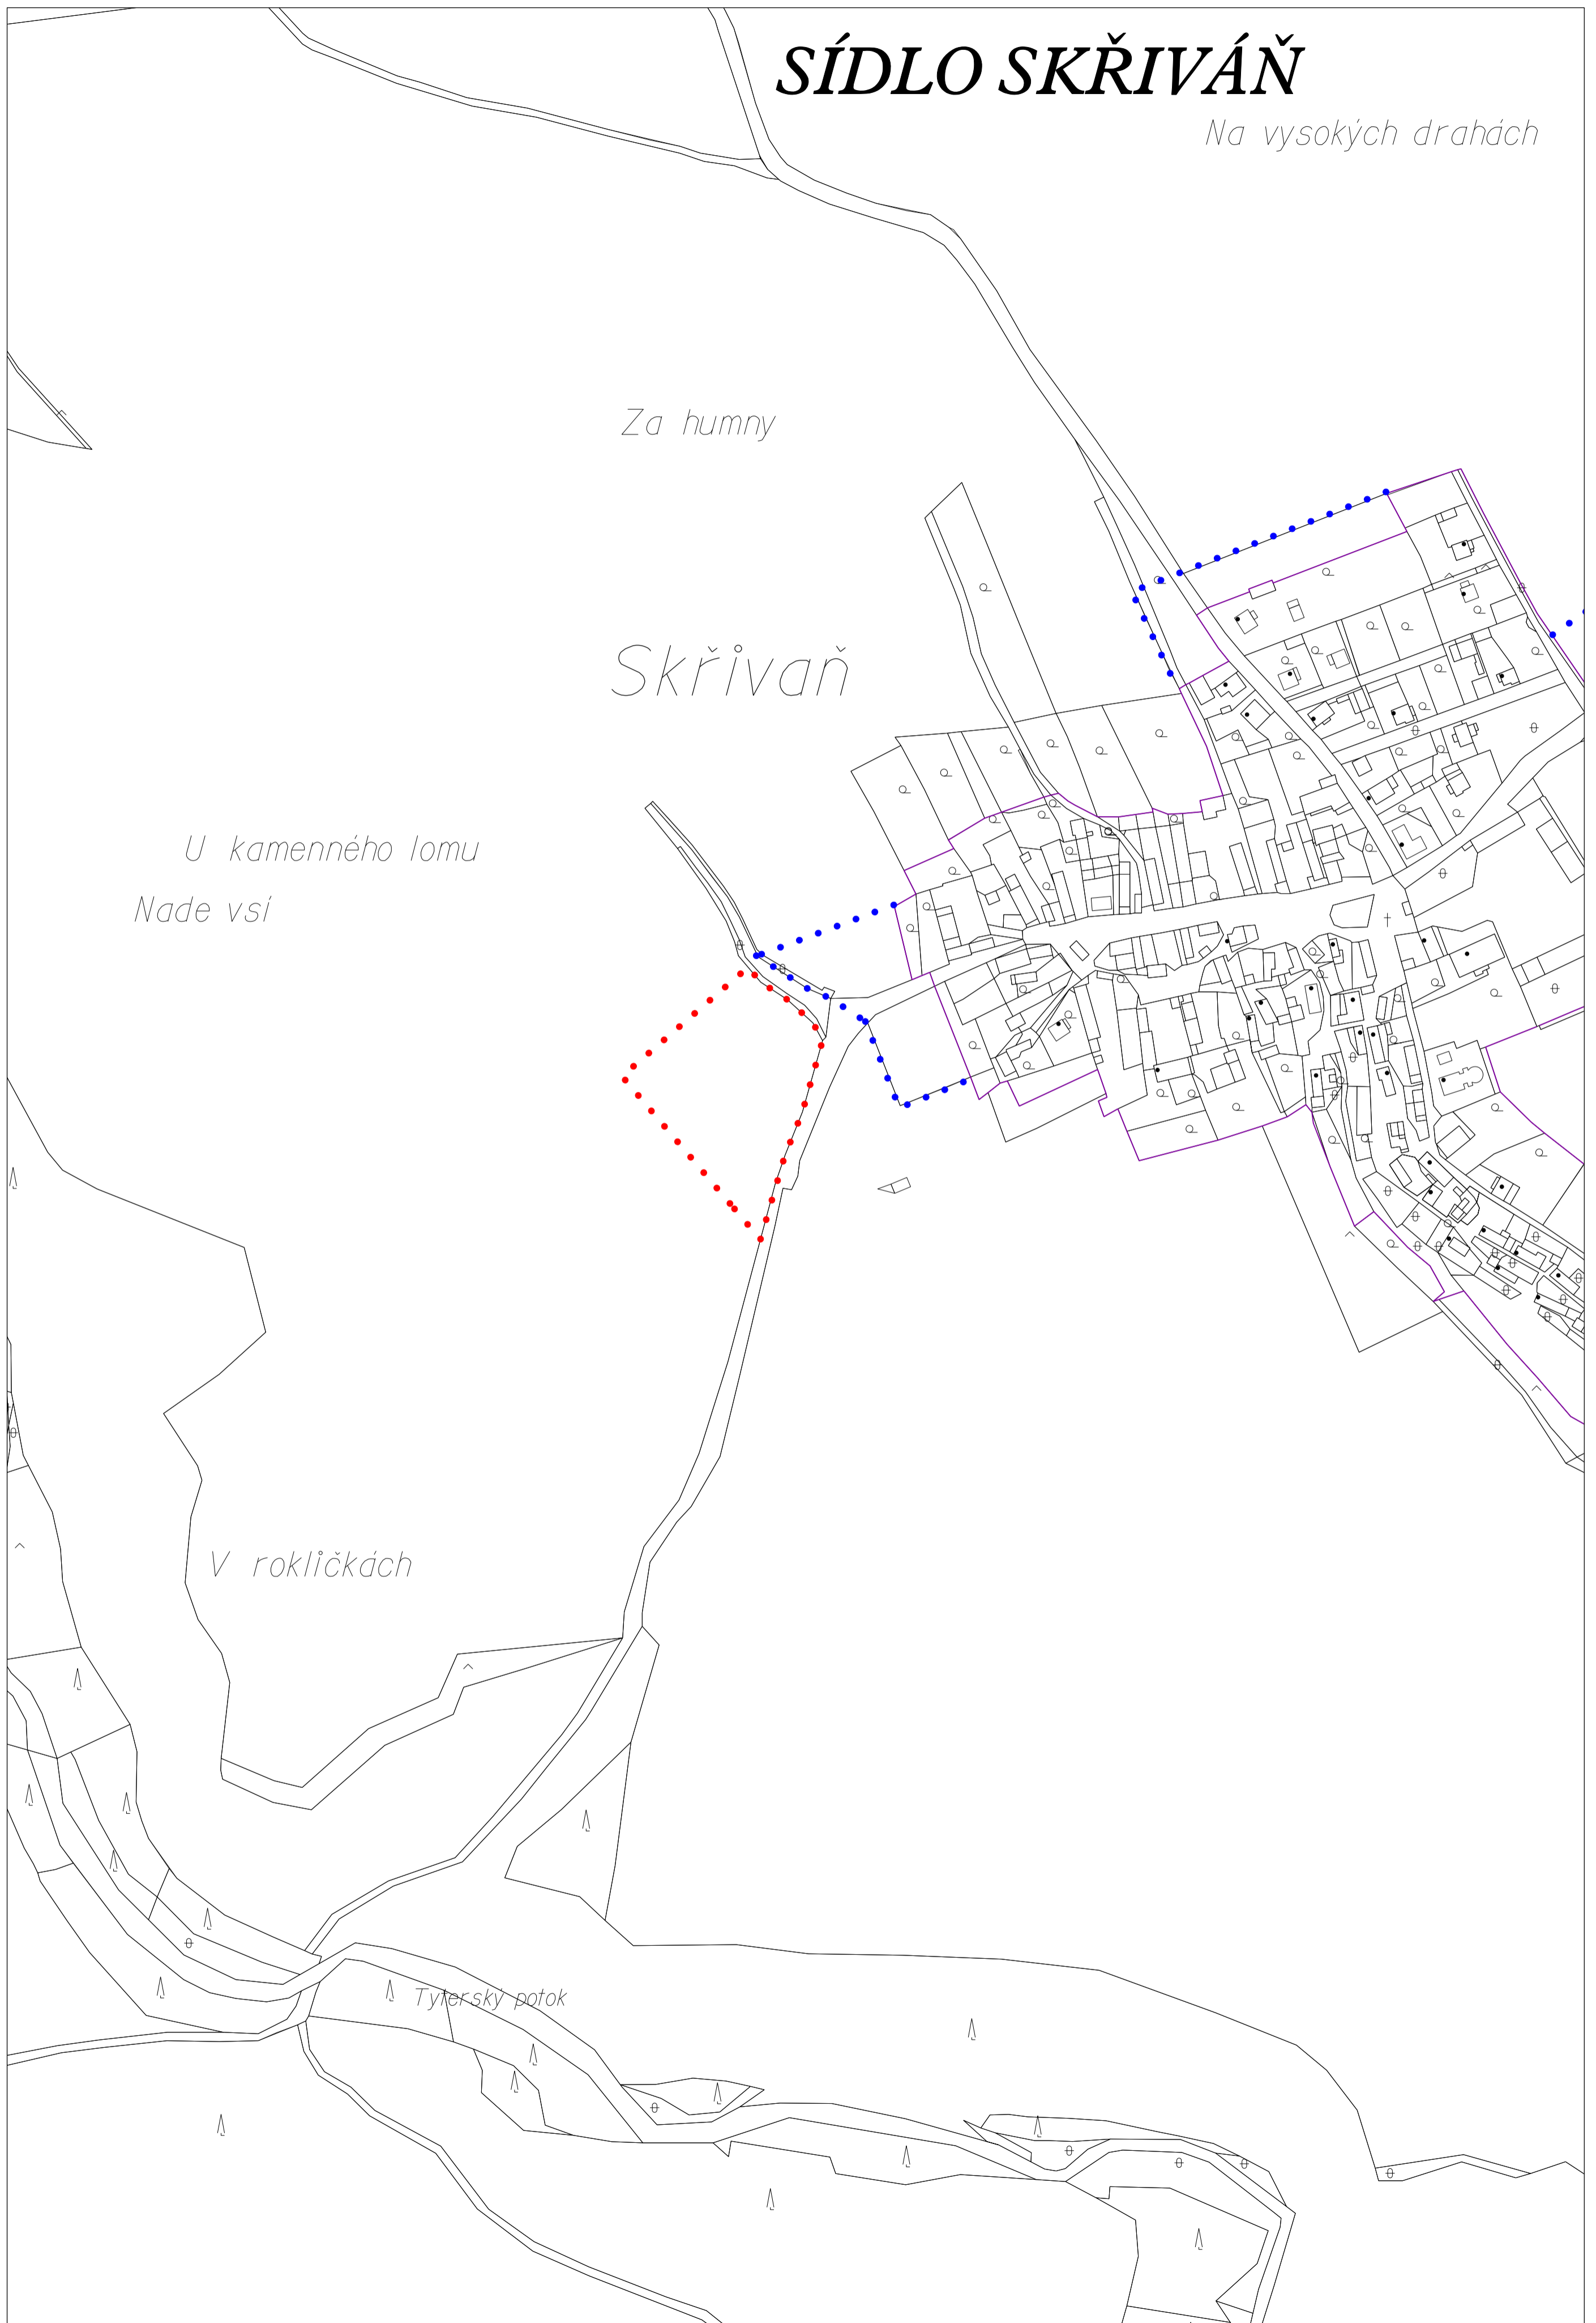 SÍDLO SKŘIVÁŇ
Na vysokých drahách
Za humny
Skřivaň
U kamenného lomu
Nade vsí
V rokličkách
Tyterský potok